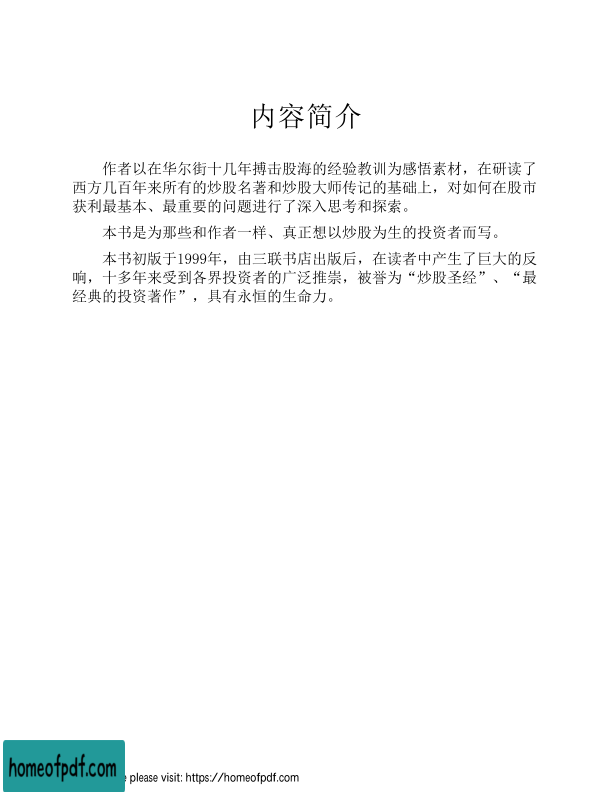 内容简介
作者以在华尔街十几年搏击股海的经验教训为感悟素材，在研读了
西方几百年来所有的炒股名著和炒股大师传记的基础上，对如何在股市
获利最基本、最重要的问题进行了深入思考和探索。
本书是为那些和作者一样、真正想以炒股为生的投资者而写。
本书初版于1999年，由三联书店出版后，在读者中产生了巨大的反
响，十多年来受到各界投资者的广泛推崇，被誉为“炒股圣经”、“最
经典的投资著作”，具有永恒的生命力。
homeofpdf.com
e please visit: https://homeofpdf.com